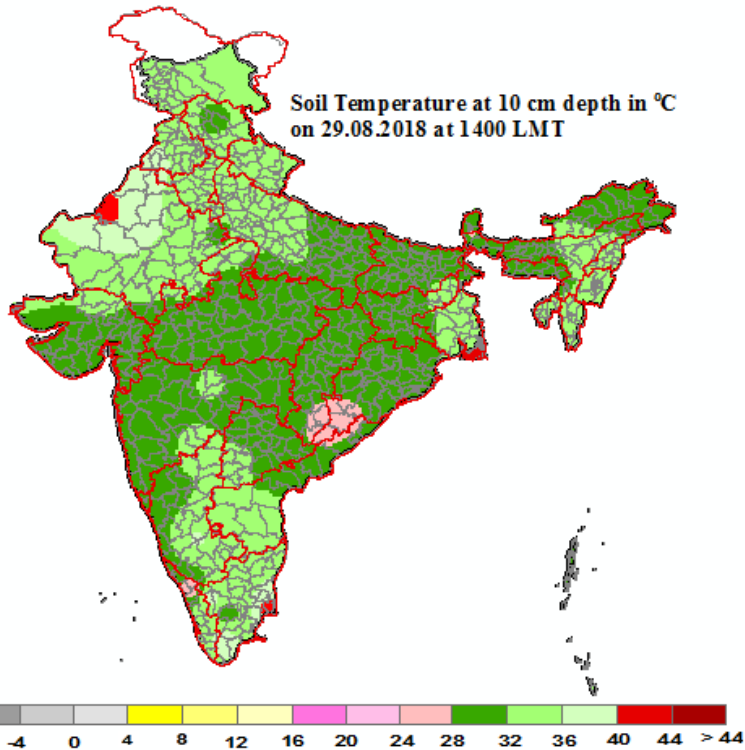 Soil Temperature at 10 cm depth in ⁰C
on 29.08.2018 at 1400 LMT
-4 0 4 8 12 16 20 24 28 32 36 40 44 > 44